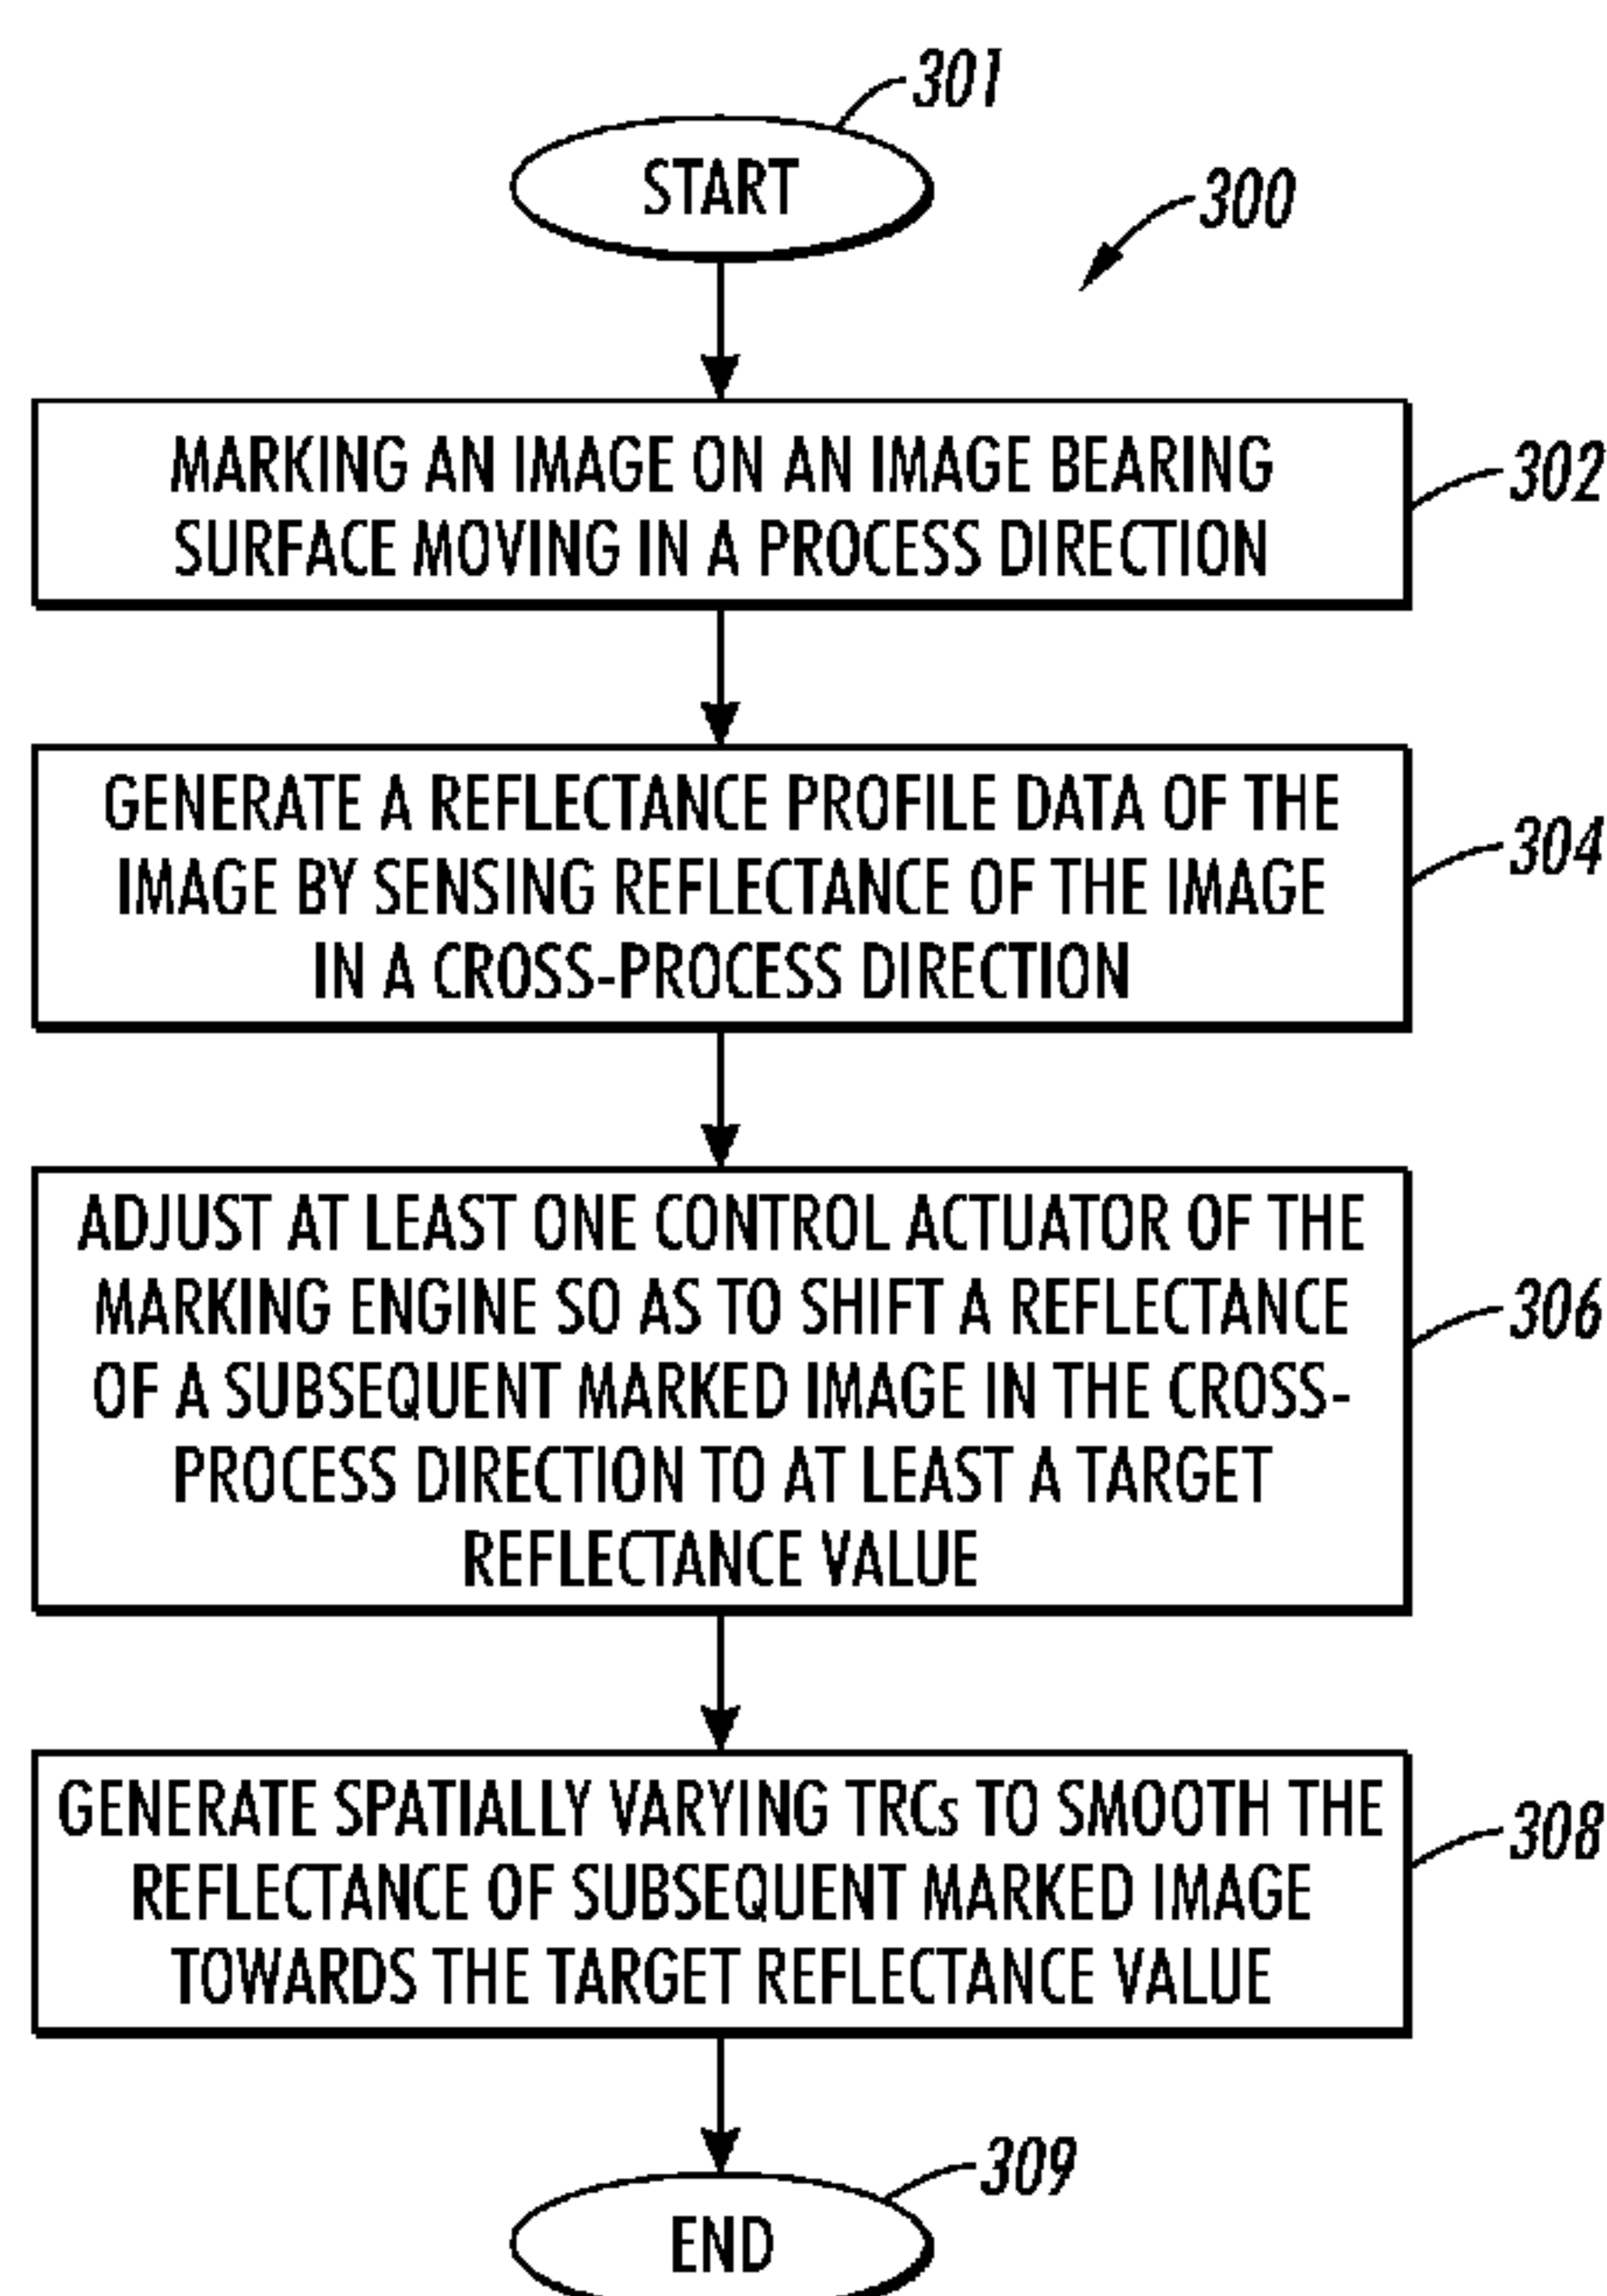 301
START
300
MARKING AN IMAGE ON AN IMAGE BEARING
SURFACE MOVING IN A PROCESS DIRECTION
302
GENERATE A REFLECTANCE PROFILE DATA OF THE
IMAGE BY SENSING REFLECTANCE OF THE IMAGE
IN A CROSS-PROCESS DIRECTION
304
ADJUST AT LEAST ONE CONTROL ACTUATOR OF THE
MARKING ENGINE SO AS TO SHIFT A REFLECTANCE
OF A SUBSEQUENT MARKED IMAGE IN THE CROSS-
PROCESS DIRECTION TO AT LEAST A TARGET
REFLECTANCE VALUE
306
GENERATE SPATIALLY VARYING TRCs TO SMOOTH THE
REFLECTANCE OF SUBSEQUENT MARKED IMAGE
TOWARDS THE TARGET REFLECTANCE VALUE
308
309
END